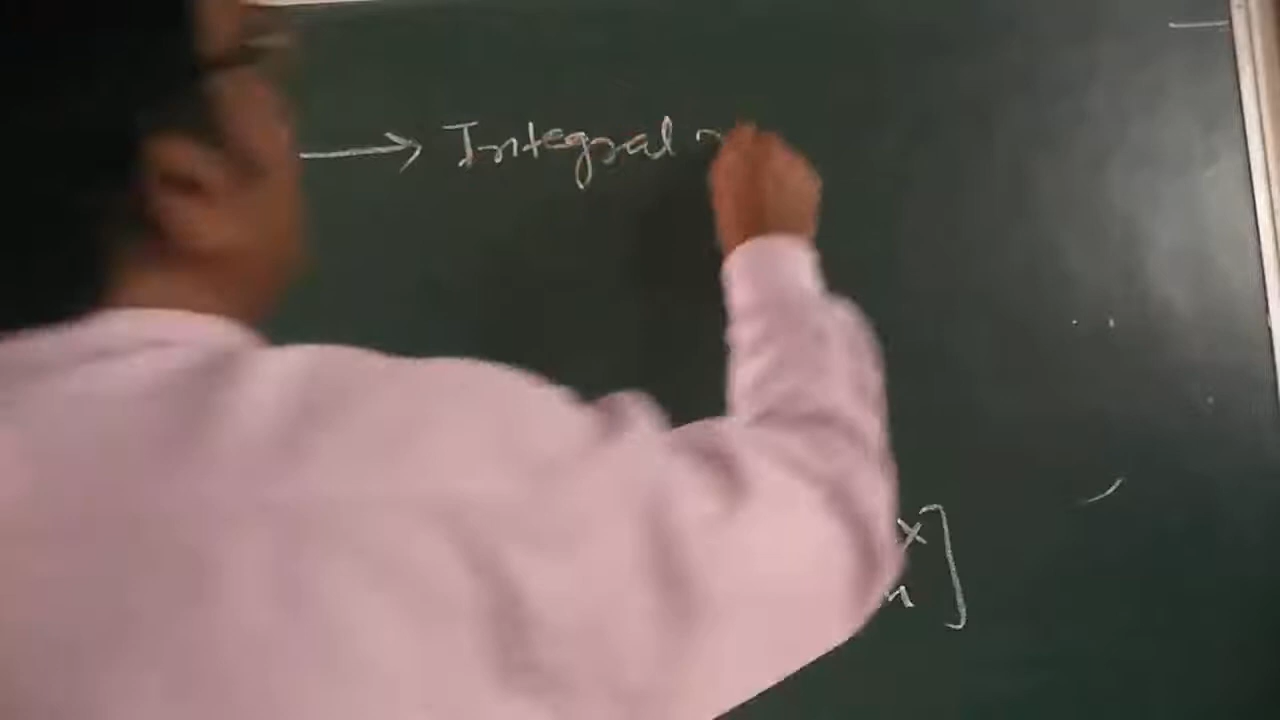 → Integral
x]
n